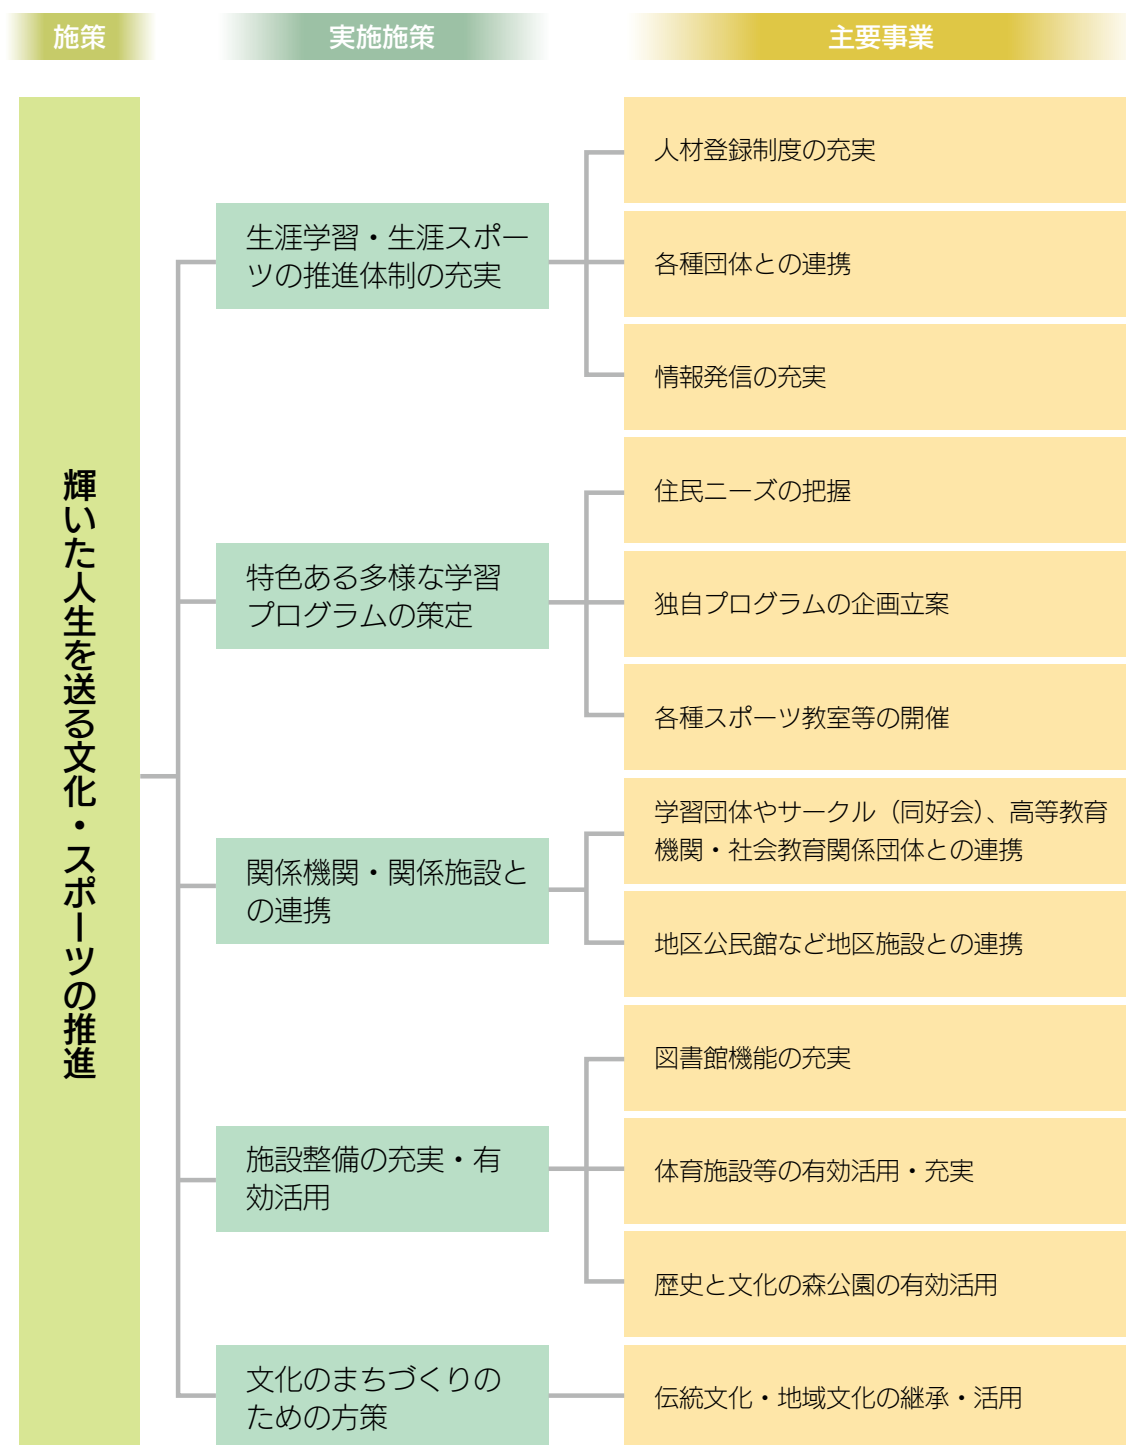 施策
実施施策
主要事業
輝いた人生を送る文化・スポーツの推進
生涯学習・生涯スポー
ツの推進体制の充実
人材登録制度の充実
各種団体との連携
情報発信の充実
特色ある多様な学習
プログラムの策定
住民ニーズの把握
独自プログラムの企画立案
各種スポーツ教室等の開催
関係機関・関係施設と
の連携
学習団体やサークル（同好会）、高等教育
機関・社会教育関係団体との連携
地区公民館など地区施設との連携
施設整備の充実・有
効活用
図書館機能の充実
体育施設等の有効活用・充実
歴史と文化の森公園の有効活用
文化のまちづくりの
ための方策
伝統文化・地域文化の継承・活用